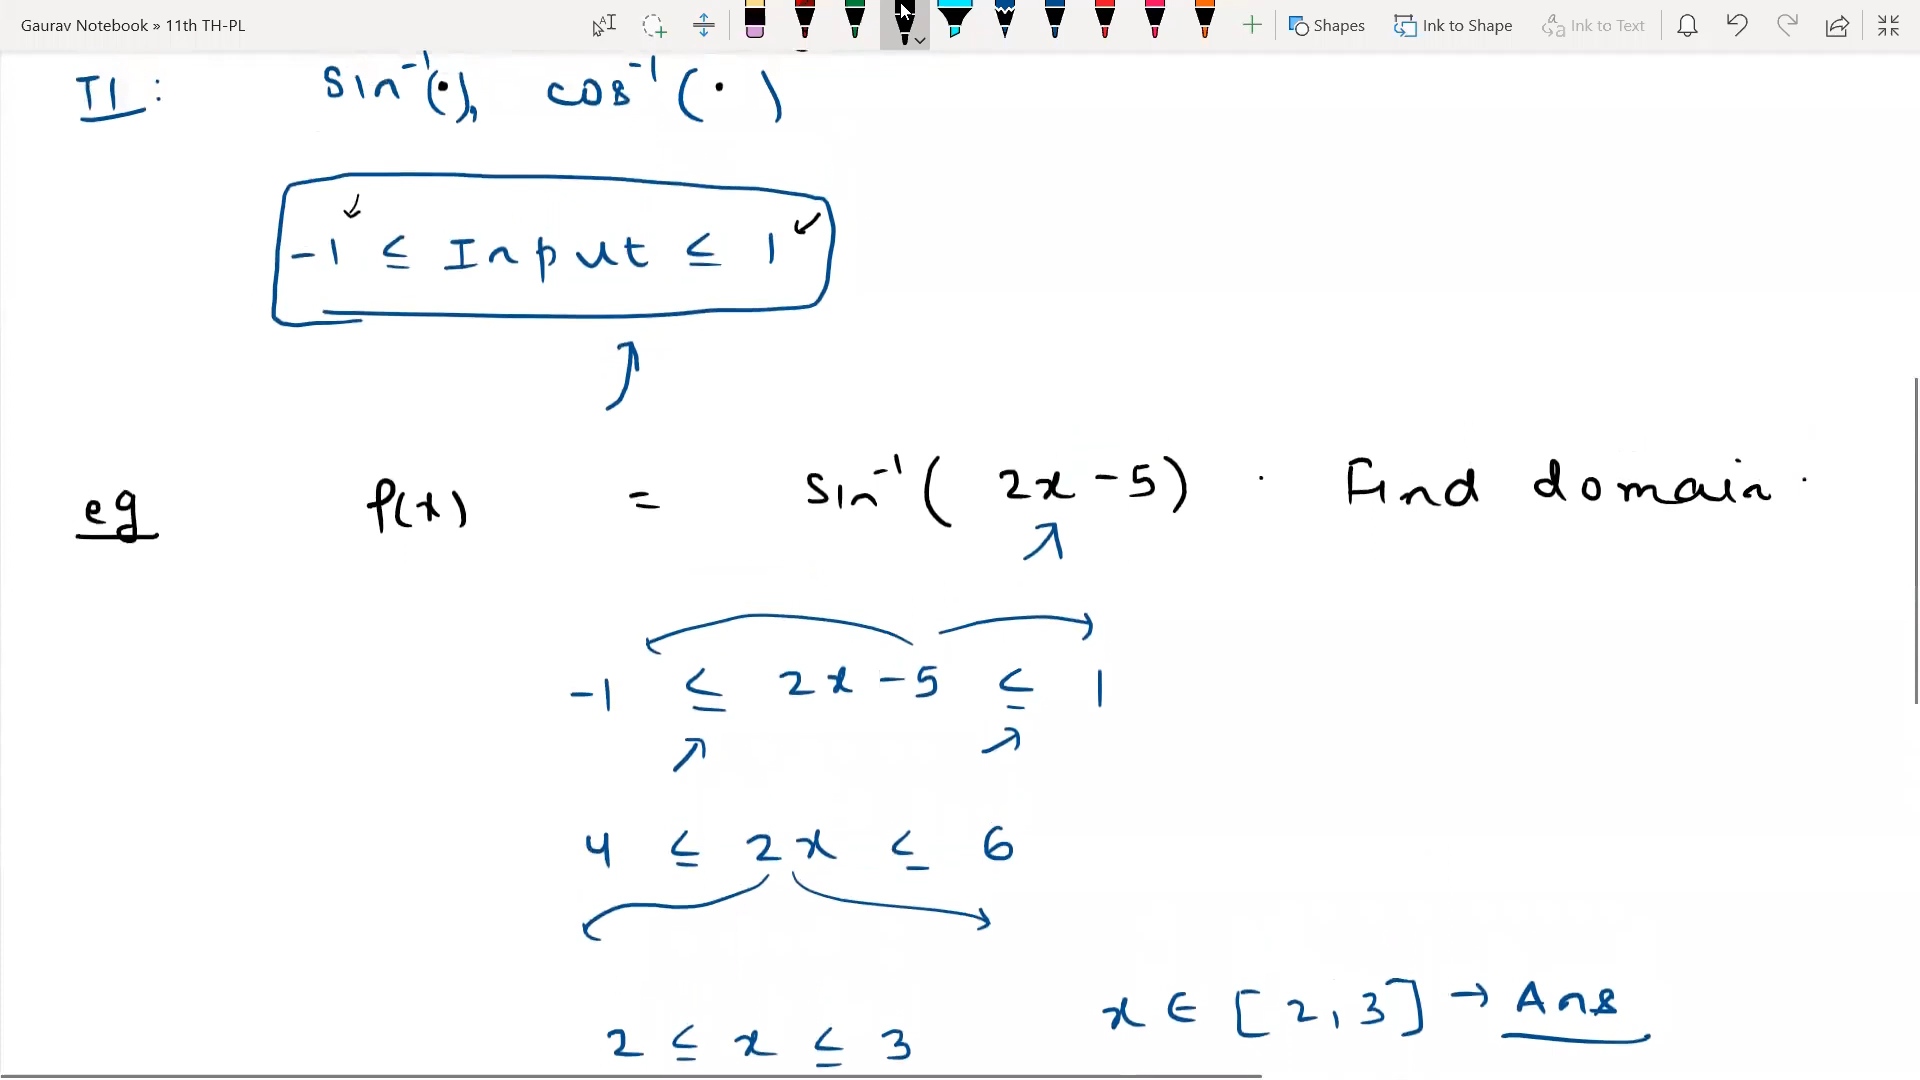 Gaurav Notebook » 11th TH-PL
Shapes Ink to Shape Ink to Text
sin⁻¹(•), cos⁻¹(•)
-1 ≤ Input ≤ 1
eg f(x) = sin⁻¹(2x-5). Find domain.
-1 ≤ 2x-5 ≤ 1
4 ≤ 2x ≤ 6
x ∈ [2,3] → Ans
2 ≤ x ≤ 3